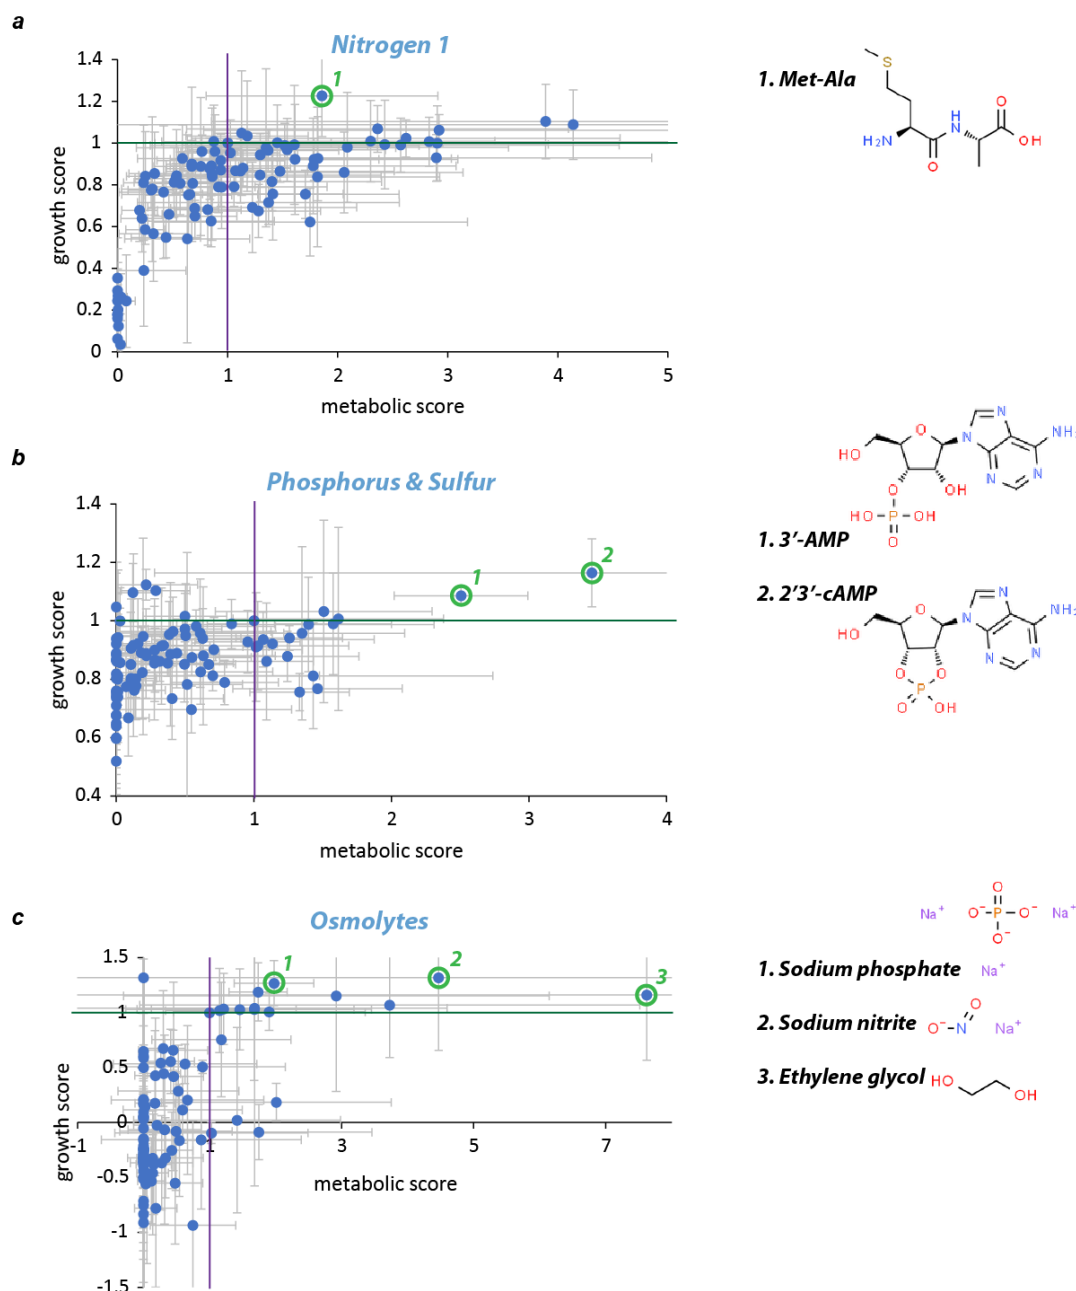 a
Nitrogen 1
1.4
1.2
1
0.8
0.6
0.4
0.2
0
growth score
1
0 1 2 3 4 5
metabolic score
1. Met-Ala
S
H₂N
O
H
N
O
OH
b
Phosphorus & Sulfur
1.4
1.2
1
0.8
0.6
0.4
growth score
1
2
0 1 2 3 4
metabolic score
HO
O
N
N
NH₂
N
N
O
OH
HO P OH
O
1. 3′-AMP
2. 2′3′-cAMP
HO
O
N
N
NH₂
N
N
O
O
P
O
OH
c
Osmolytes
1.5
1
0.5
0
-0.5
-1
-1.5
growth score
1
2
3
-1 1 3 5 7
metabolic score
Na⁺
O
O⁻ P O⁻
O⁻
Na⁺
1. Sodium phosphate Na⁺
2. Sodium nitrite O⁻ N O Na⁺
3. Ethylene glycol HO OH